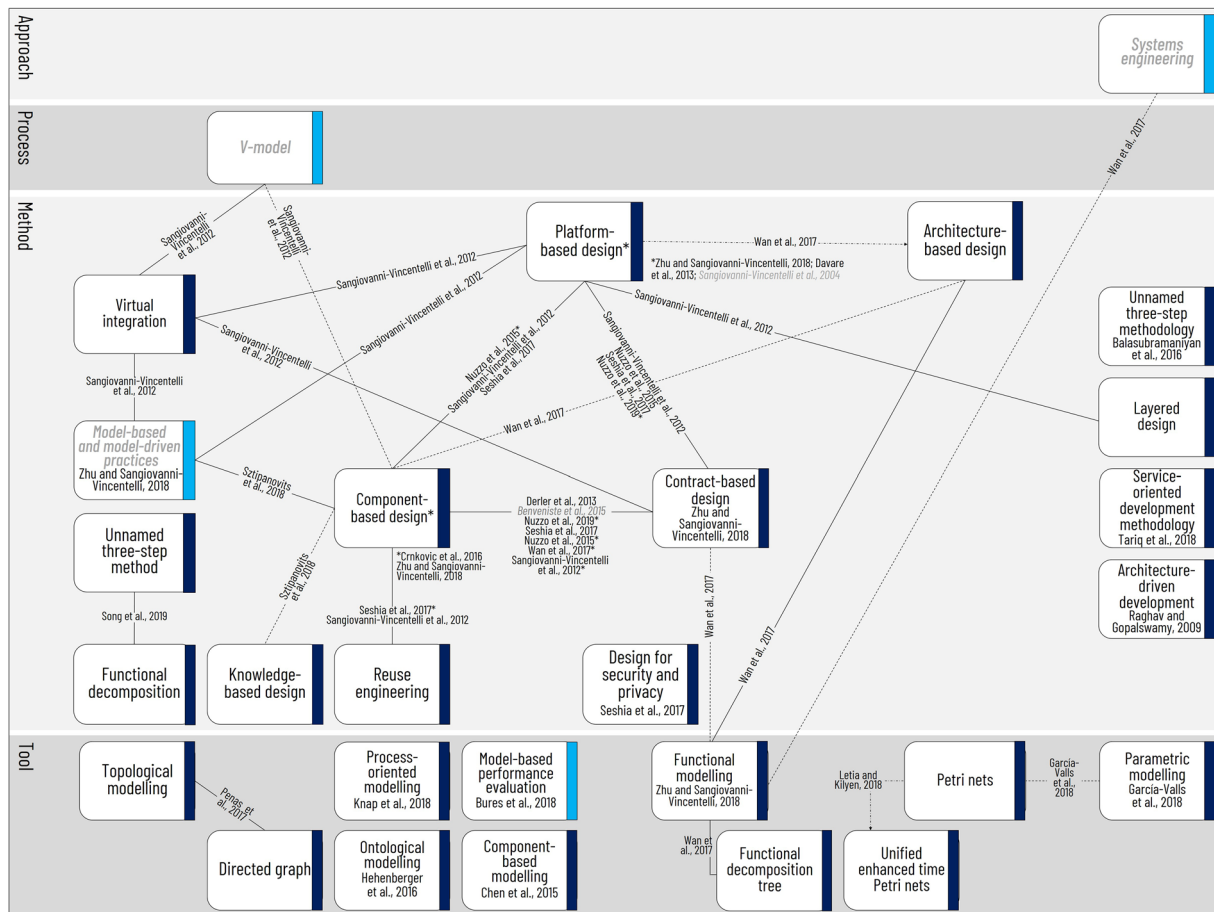 Approach
Systems
engineering
Wan et al., 2017
Process
V-model
Method
Sangiovanni-
Vincentelli
et al., 2012
Sangiovanni-
Vincentelli
et al., 2012
Platform-
based design*
Wan et al., 2017
Architecture-
based design
*Zhu and Sangiovanni-Vincentelli, 2018; Davare
et al., 2013; Sangiovanni-Vincentelli et al., 2004
Virtual
integration
Sangiovanni-Vincentelli et al., 2012
Sangiovanni-Vincentelli et al., 2012
Sangiovanni-Vincentelli
et al., 2012
Sangiovanni-Vincentelli et al., 2012
Unnamed
three-step
methodology
Balasubramaniyan
et al., 2016
Sangiovanni-Vincentelli
et al., 2012
Nuzzo et al., 2015*
Sangiovanni-Vincentelli et al., 2012
Seshia et al., 2017
Sangiovanni-Vincentelli et al., 2012
Nuzzo et al., 2015
Seshia et al., 2017
Nuzzo et al., 2019*
Wan et al., 2017
Layered
design
Model-based
and model-driven
practices
Zhu and Sangiovanni-
Vincentelli, 2018
Sztipanovits
et al., 2018
Component-
based design*
Derler et al., 2013
Benveniste et al., 2015
Nuzzo et al., 2019*
Seshia et al., 2017
Nuzzo et al., 2015*
Wan et al., 2017*
Sangiovanni-Vincentelli
et al., 2012*
Contract-based
design
Zhu and
Sangiovanni-
Vincentelli, 2018
Service-
oriented
development
methodology
Tariq et al., 2018
Unnamed
three-step
method
*Crnkovic et al., 2016
Zhu and Sangiovanni-
Vincentelli, 2018
Sztipanovits
et al., 2018
Wan et al., 2017
Architecture-
driven
development
Raghav and
Gopalswamy, 2009
Song et al., 2019
Seshia et al., 2017*
Sangiovanni-Vincentelli et al., 2012
Wan et al., 2017
Functional
decomposition
Knowledge-
based design
Reuse
engineering
Design for
security and
privacy
Seshia et al., 2017
Tool
Topological
modelling
Process-
oriented
modelling
Knap et al., 2018
Model-based
performance
evaluation
Bures et al., 2018
Functional
modelling
Zhu and Sangiovanni-
Vincentelli, 2018
Letia and
Kilyen, 2018
Petri nets
García-Valls
et al.,
2018
Parametric
modelling
García-Valls
et al., 2018
Penas, et
al., 2017
Directed graph
Ontological
modelling
Hehenberger
et al., 2016
Component-
based
modelling
Chen et al., 2015
Wan et
al., 2017
Functional
decomposition
tree
Unified
enhanced time
Petri nets